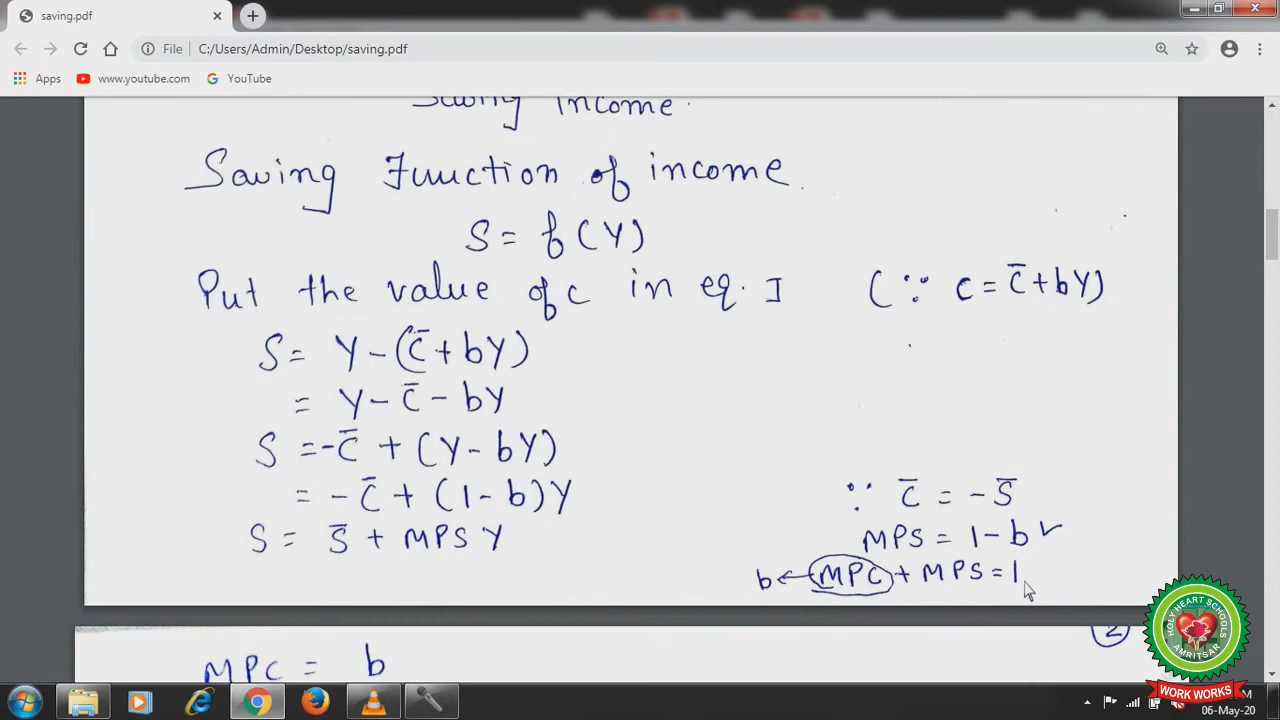 saving.pdf
File C:/Users/Admin/Desktop/saving.pdf
Apps www.youtube.com YouTube
Saving income.
Saving Function of income.
S = f(Y)
Put the value of c in eq. I (∵ c = C̄ + bY)
S = Y - (C̄ + bY)
= Y - C̄ - bY
S = -C̄ + (Y - bY)
= -C̄ + (1 - b)Y ∵ C̄ = -S̄
S = S̄ + MPS Y MPS = 1 - b ✓
b ← MPC + MPS = 1
2
MPC = b
HOLY HEART SCHOOLS
AMRITSAR
WORK WORKS
06-May-20